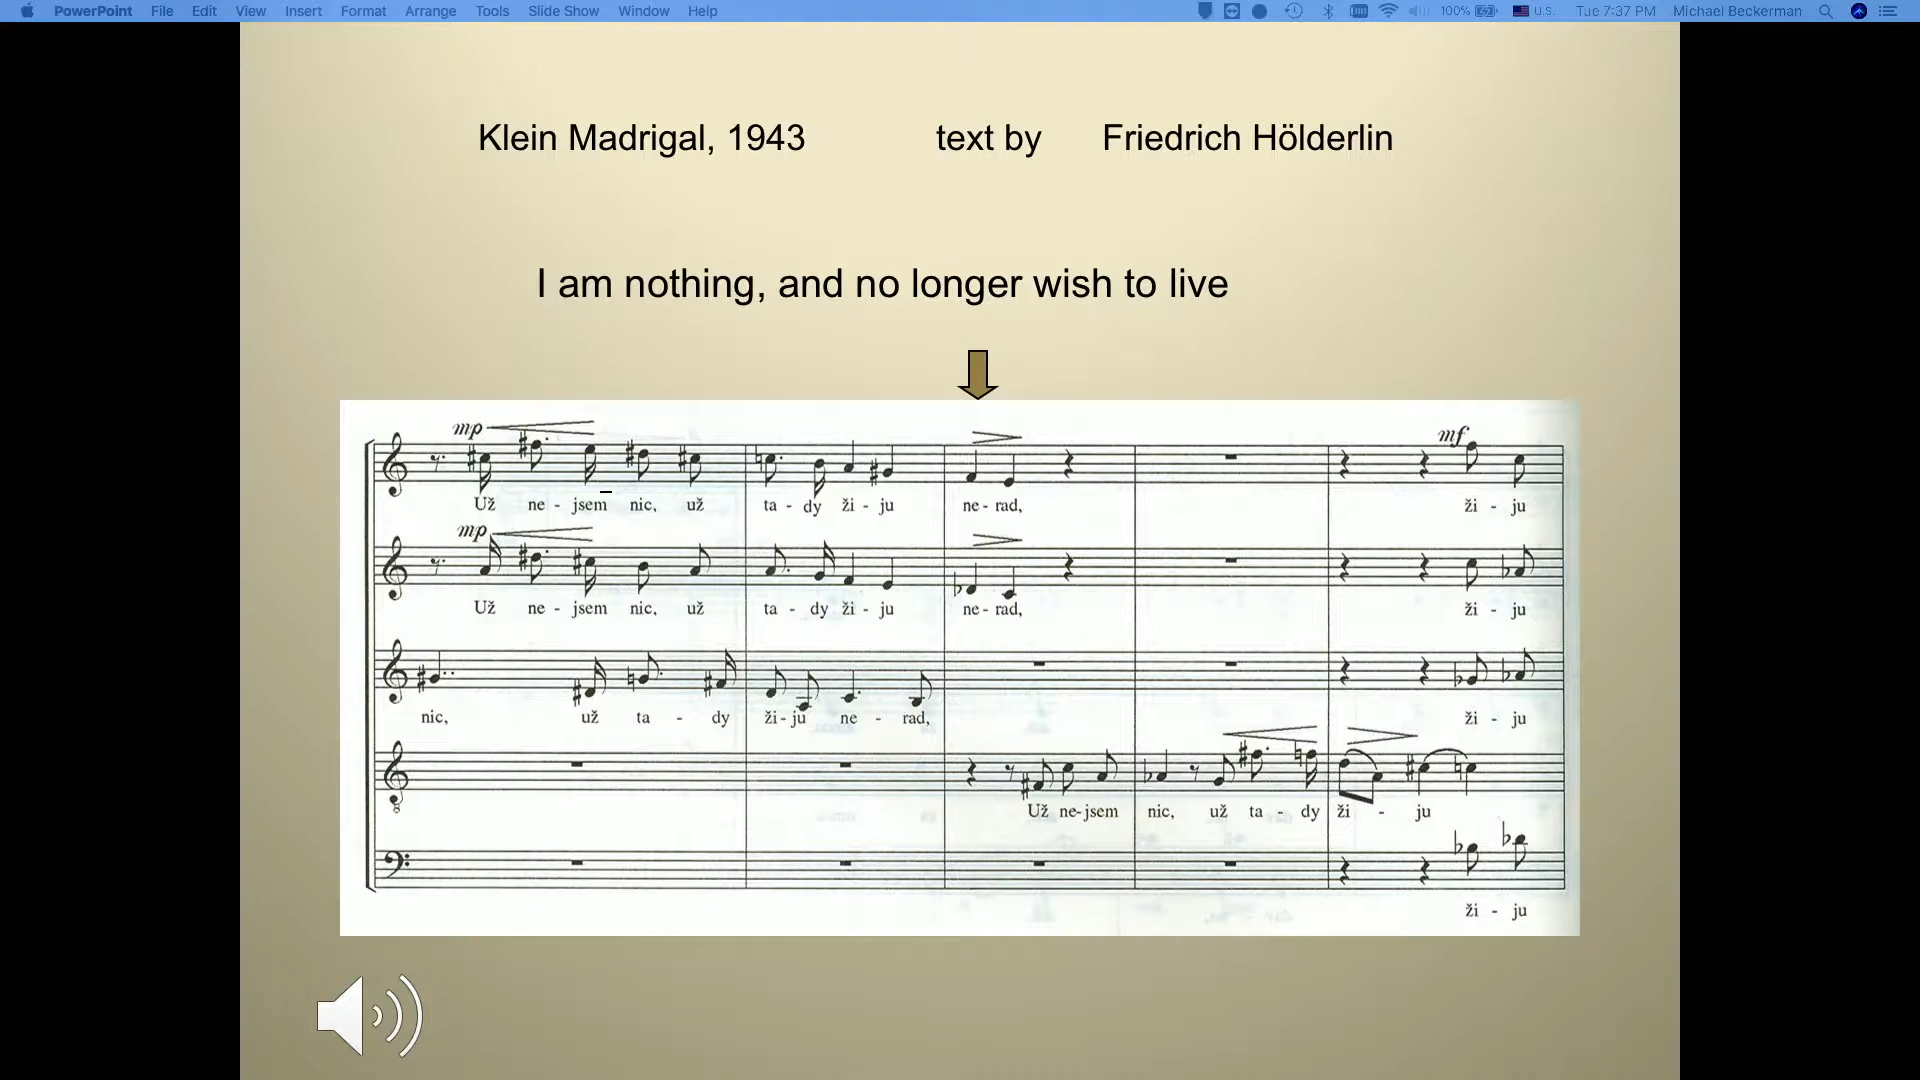 PowerPoint File Edit View Insert Format Arrange Tools Slide Show Window Help 100% U.S. Tue 7:37 PM Michael Beckerman
Klein Madrigal, 1943 text by Friedrich Hölderlin
I am nothing, and no longer wish to live
mp mf
Už ne - jsem nic, už ta - dy ži - ju ne - rad, ži - ju
mp
Už ne - jsem nic, už ta - dy ži - ju ne - rad, ži - ju
nic, už ta - dy ži - ju ne - rad, ži - ju
Už ne - jsem nic, už ta - dy ži - ju
ži - ju